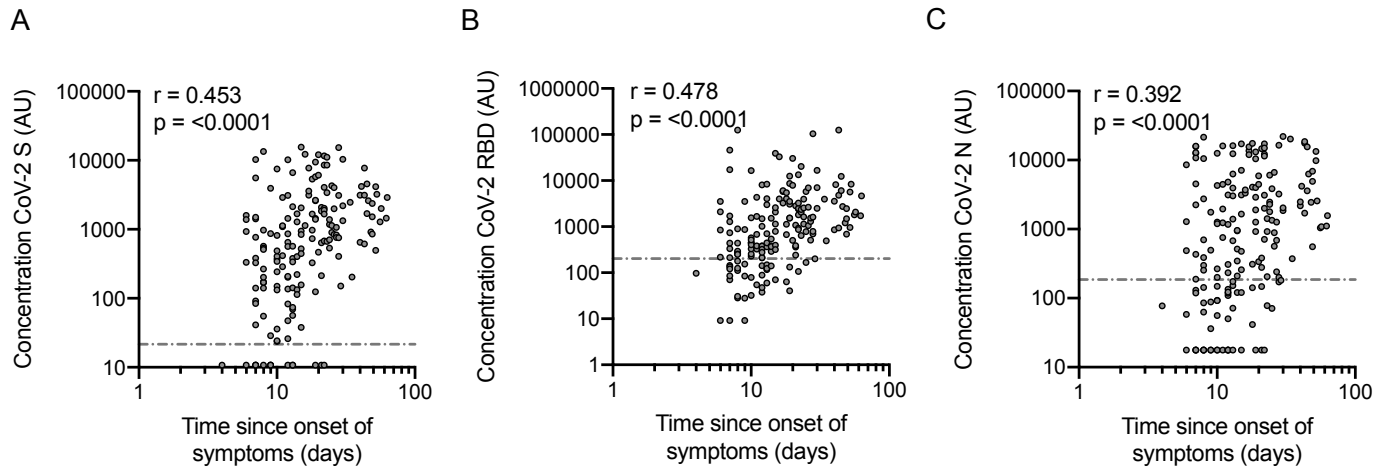 A
B
C
Concentration CoV-2 S (AU)
100000
10000
1000
100
10
r = 0.453
p = <0.0001
1
10
100
Time since onset of
symptoms (days)
Concentration CoV-2 RBD (AU)
1000000
100000
10000
1000
100
10
1
r = 0.478
p = <0.0001
1
10
100
Time since onset of
symptoms (days)
Concentration CoV-2 N (AU)
100000
10000
1000
100
10
r = 0.392
p = <0.0001
1
10
100
Time since onset of
symptoms (days)